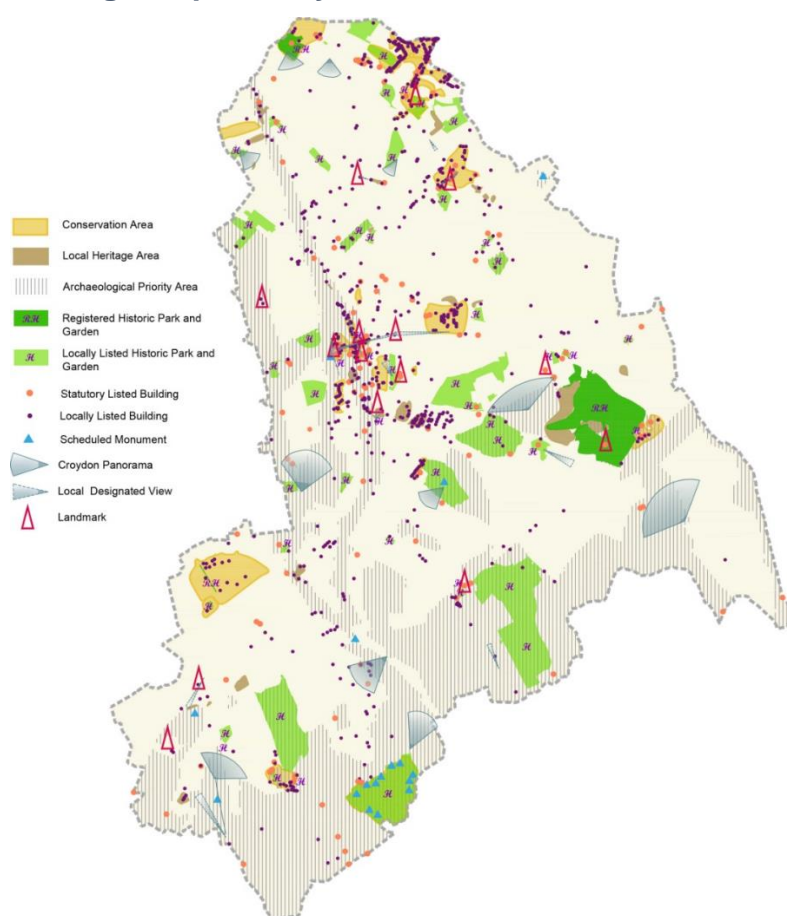 Conservation Area
Local Heritage Area
Archaeological Priority Area
RH
Registered Historic Park and
Garden
H
Locally Listed Historic Park and
Garden
Statutory Listed Building
Locally Listed Building
Scheduled Monument
Croydon Panorama
Local Designated View
Landmark